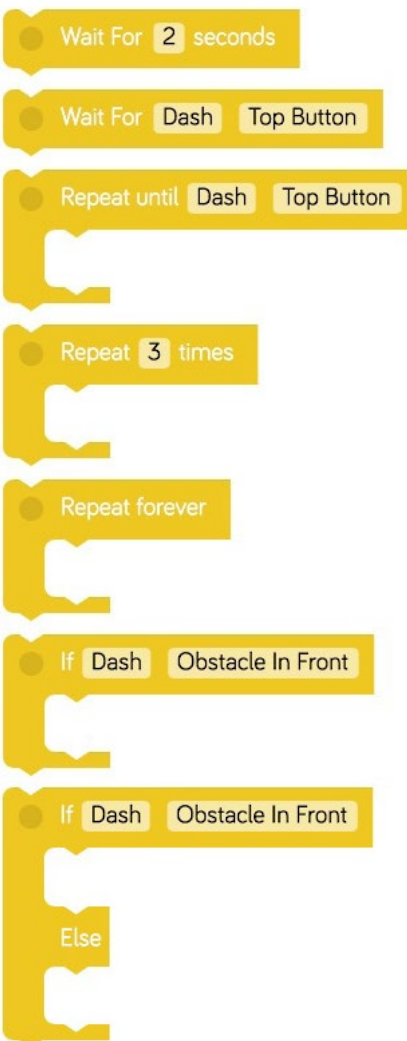 Wait For 2 seconds
Wait For Dash Top Button
Repeat until Dash Top Button
Repeat 3 times
Repeat forever
If Dash Obstacle In Front
If Dash Obstacle In Front
Else